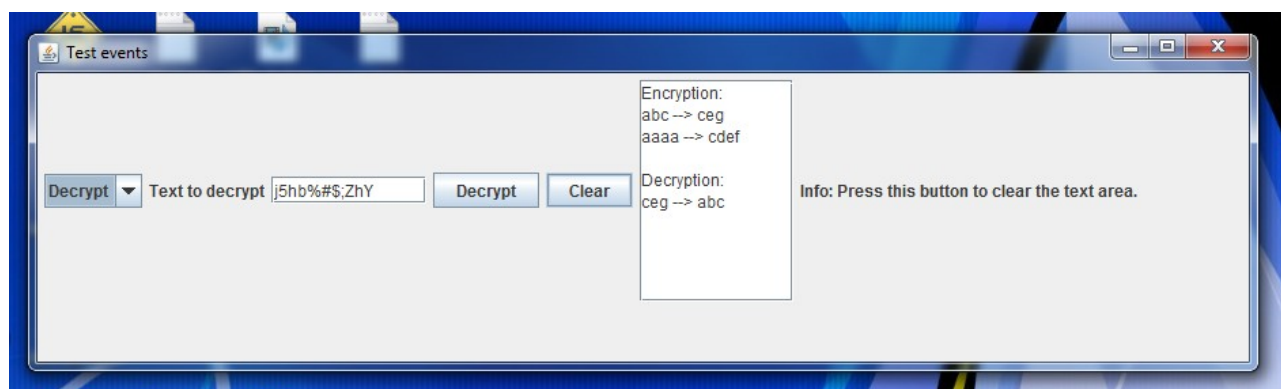 JS
Test events
Decrypt Text to decrypt j5hb%#$;ZhY Decrypt Clear
Encryption:
abc --> ceg
aaaa --> cdef
Decryption:
ceg --> abc
Info: Press this button to clear the text area.